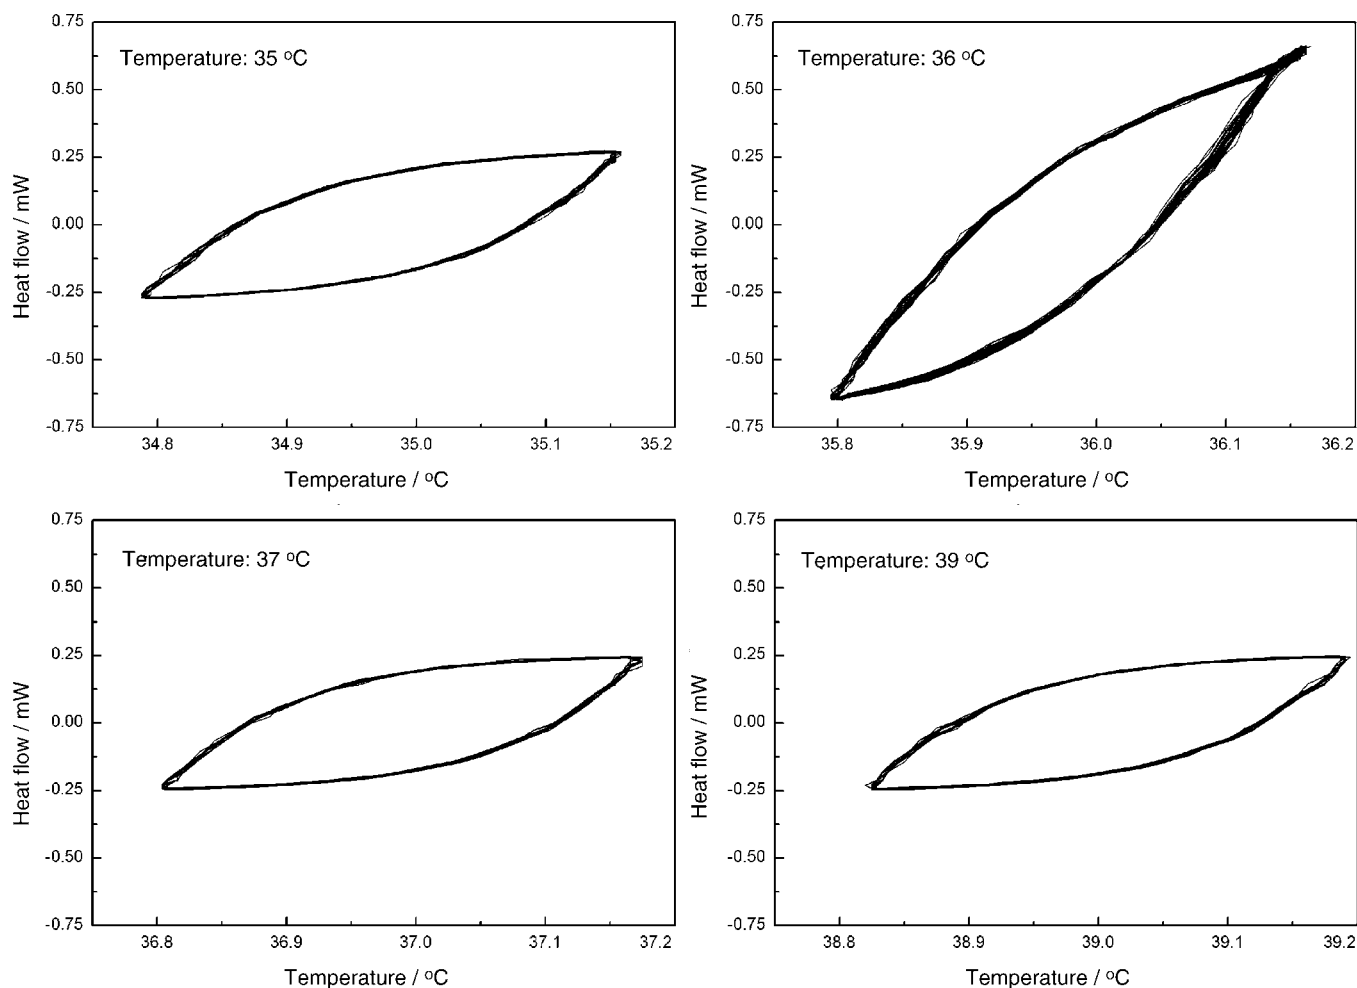 Temperature: 35 °C
0.75
0.50
0.25
0.00
-0.25
-0.50
-0.75
Heat flow / mW
34.8 34.9 35.0 35.1 35.2
Temperature / °C
Temperature: 36 °C
0.75
0.50
0.25
0.00
-0.25
-0.50
-0.75
Heat flow / mW
35.8 35.9 36.0 36.1 36.2
Temperature / °C
Temperature: 37 °C
0.75
0.50
0.25
0.00
-0.25
-0.50
-0.75
Heat flow / mW
36.8 36.9 37.0 37.1 37.2
Temperature / °C
Temperature: 39 °C
0.75
0.50
0.25
0.00
-0.25
-0.50
-0.75
Heat flow / mW
38.8 38.9 39.0 39.1 39.2
Temperature / °C